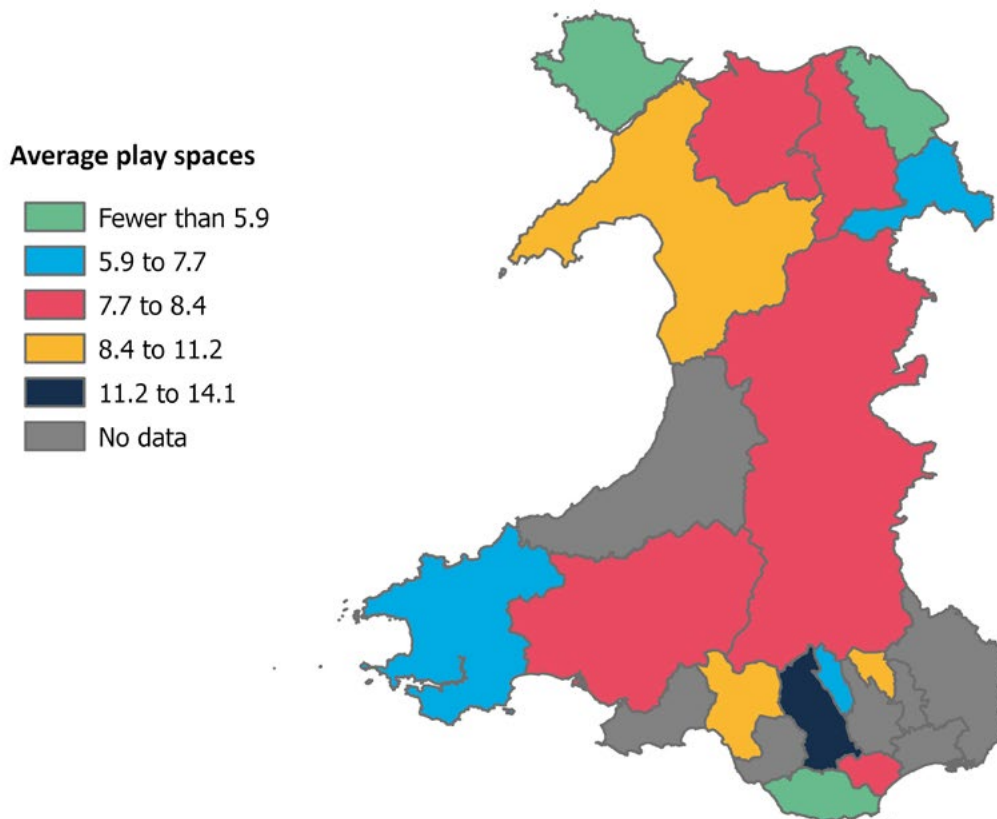 Average play spaces
Fewer than 5.9
5.9 to 7.7
7.7 to 8.4
8.4 to 11.2
11.2 to 14.1
No data